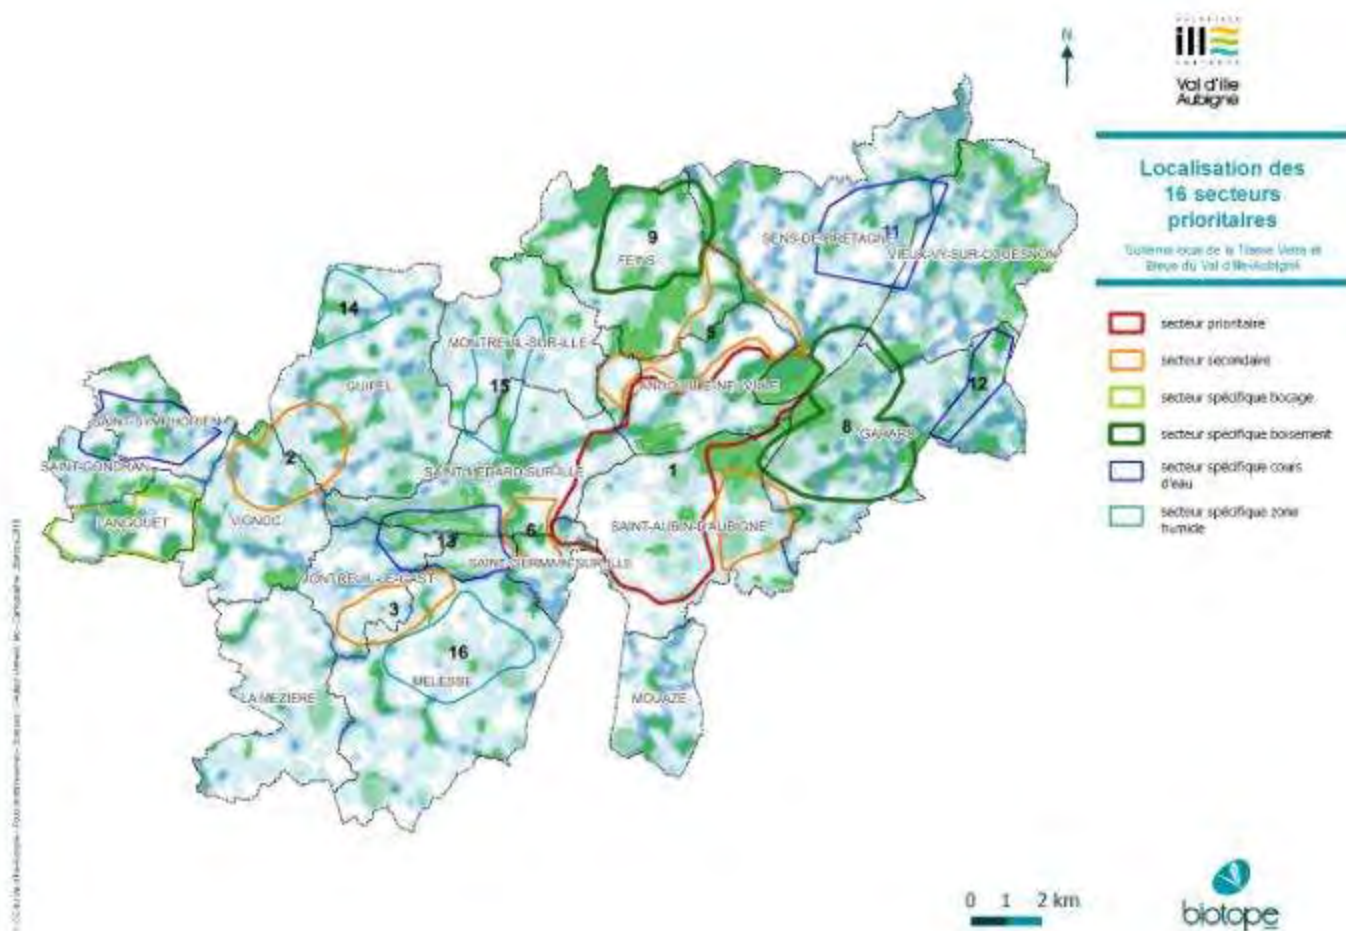 N
ille
Val d'ille
Aubigné
Localisation des
16 secteurs
prioritaires
secteur prioritaire
secteur secondaire
secteur spécifique bocage
secteur spécifique boisement
secteur spécifique cours
d'eau
secteur spécifique zone
humide
9
FEINS
SENS-DE-BRETAGNE
11
VIEUX-VY-SUR-COUESNON
14
5
MONTREUIL-SUR-ILLE
GUIPEL
15
12
8
GAHARD
SAINT-SYMPHORIEN
2
SAINT-GONDRAN
SAINT-MEDARD-SUR-ILLE
1
LANGOUET
VIGNOC
SAINT-AUBIN-D'AUBIGNE
6
13
SAINT-GERMAIN-SUR-ILLE
MONTREUIL-LE-GAST
3
16
MELESSE
LA MEZIERE
MOUAZE
0 1 2 km
biotope